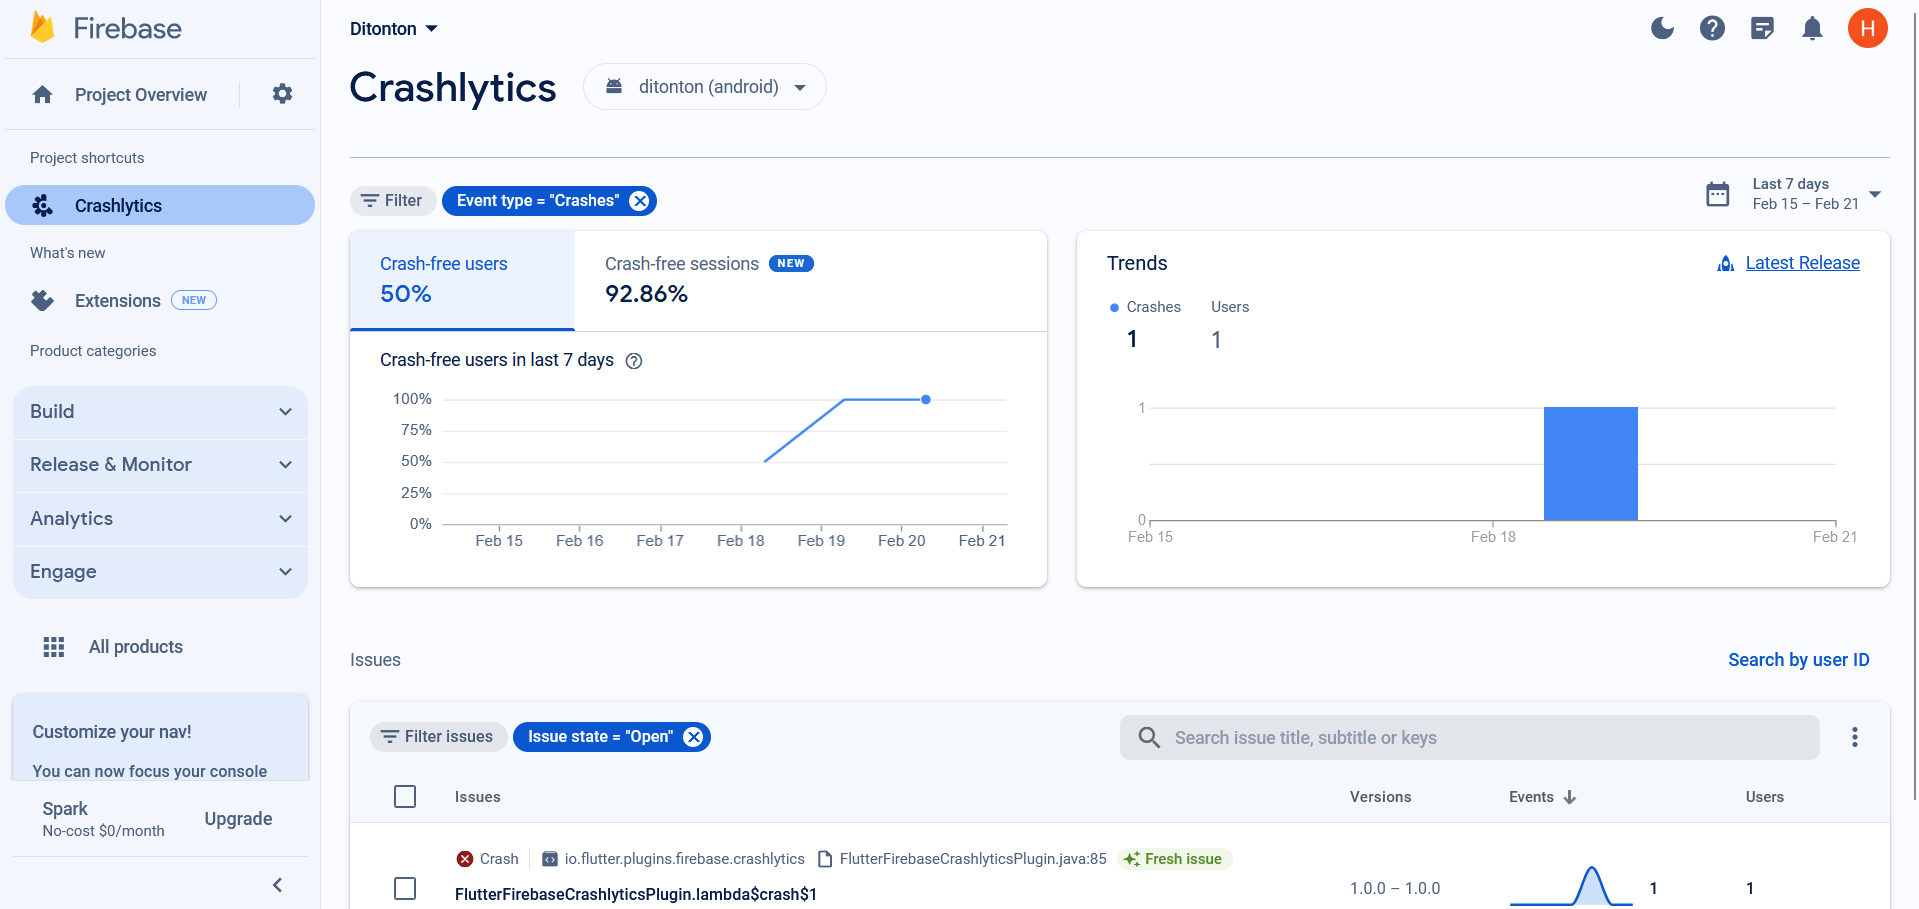 Firebase
Project Overview
Project shortcuts
Crashlytics
What's new
Extensions NEW
Product categories
Build
Release & Monitor
Analytics
Engage
All products
Customize your nav!
You can now focus your console
Spark
No-cost $0/month
Upgrade
Ditonton
H
Crashlytics
ditonton (android)
Filter
Event type = "Crashes"
Last 7 days
Feb 15 – Feb 21
Crash-free users
50%
Crash-free sessions NEW
92.86%
Crash-free users in last 7 days
100%
75%
50%
25%
0%
Feb 15 Feb 16 Feb 17 Feb 18 Feb 19 Feb 20 Feb 21
Trends
Latest Release
Crashes Users
1 1
1
0
Feb 15 Feb 18 Feb 21
Issues
Search by user ID
Filter issues
Issue state = "Open"
Search issue title, subtitle or keys
Issues Versions Events Users
Crash io.flutter.plugins.firebase.crashlytics FlutterFirebaseCrashlyticsPlugin.java:85 Fresh issue
FlutterFirebaseCrashlyticsPlugin.lambda$crash$1
1.0.0 – 1.0.0 1 1